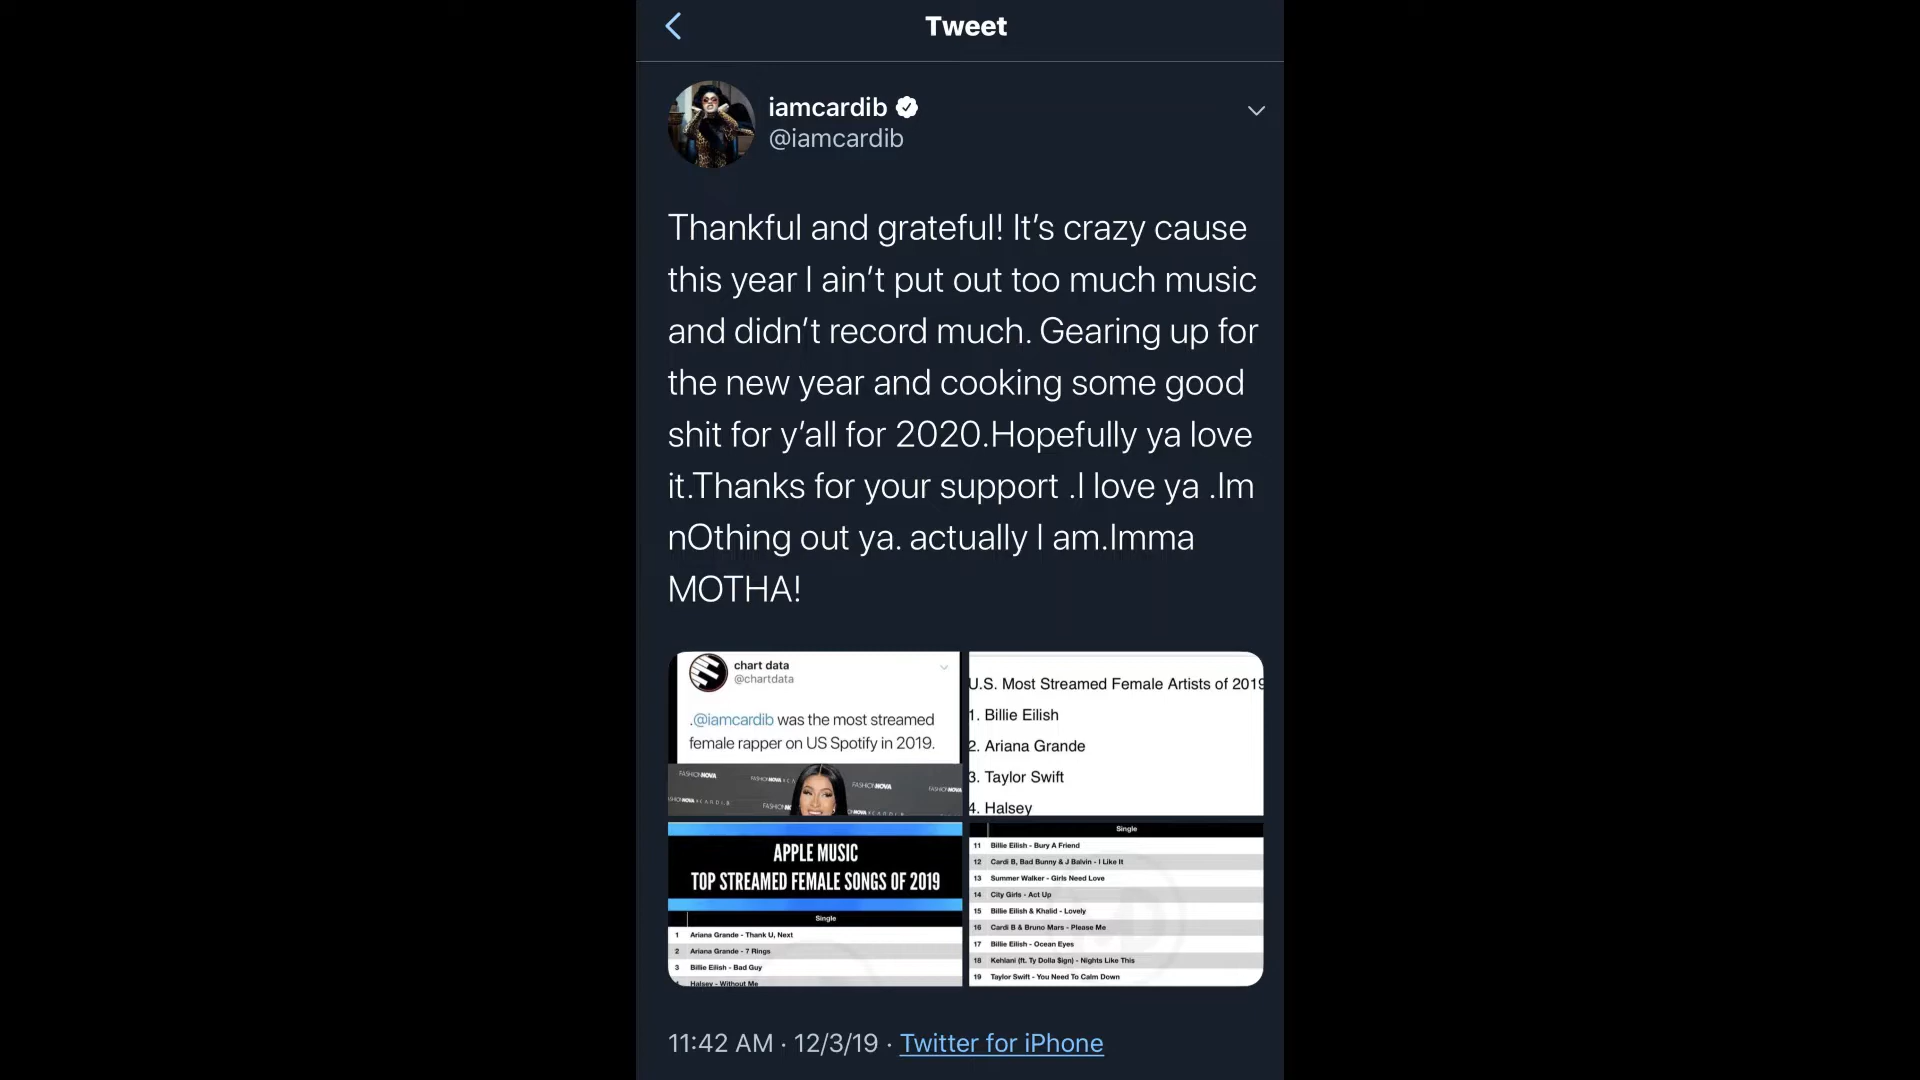 Tweet
iamcardib
@iamcardib
Thankful and grateful! It’s crazy cause
this year I ain’t put out too much music
and didn’t record much. Gearing up for
the new year and cooking some good
shit for y’all for 2020.Hopefully ya love
it.Thanks for your support .I love ya .Im
nOthing out ya. actually I am.Imma
MOTHA!
chart data
@chartdata
.@iamcardib was the most streamed
female rapper on US Spotify in 2019.
FASHIONNOVA
FASHIONNOVA
U.S. Most Streamed Female Artists of 2019
1. Billie Eilish
2. Ariana Grande
3. Taylor Swift
4. Halsey
APPLE MUSIC
TOP STREAMED FEMALE SONGS OF 2019
Single
1 Ariana Grande - Thank U, Next
2 Ariana Grande - 7 Rings
3 Billie Eilish - Bad Guy
Halsey - Without Me
Single
11 Billie Eilish - Bury A Friend
12 Cardi B, Bad Bunny & J Balvin - I Like It
13 Summer Walker - Girls Need Love
14 City Girls - Act Up
15 Billie Eilish & Khalid - Lovely
16 Cardi B & Bruno Mars - Please Me
17 Billie Eilish - Ocean Eyes
18 Kehlani (ft. Ty Dolla $ign) - Nights Like This
19 Taylor Swift - You Need To Calm Down
11:42 AM · 12/3/19 · Twitter for iPhone